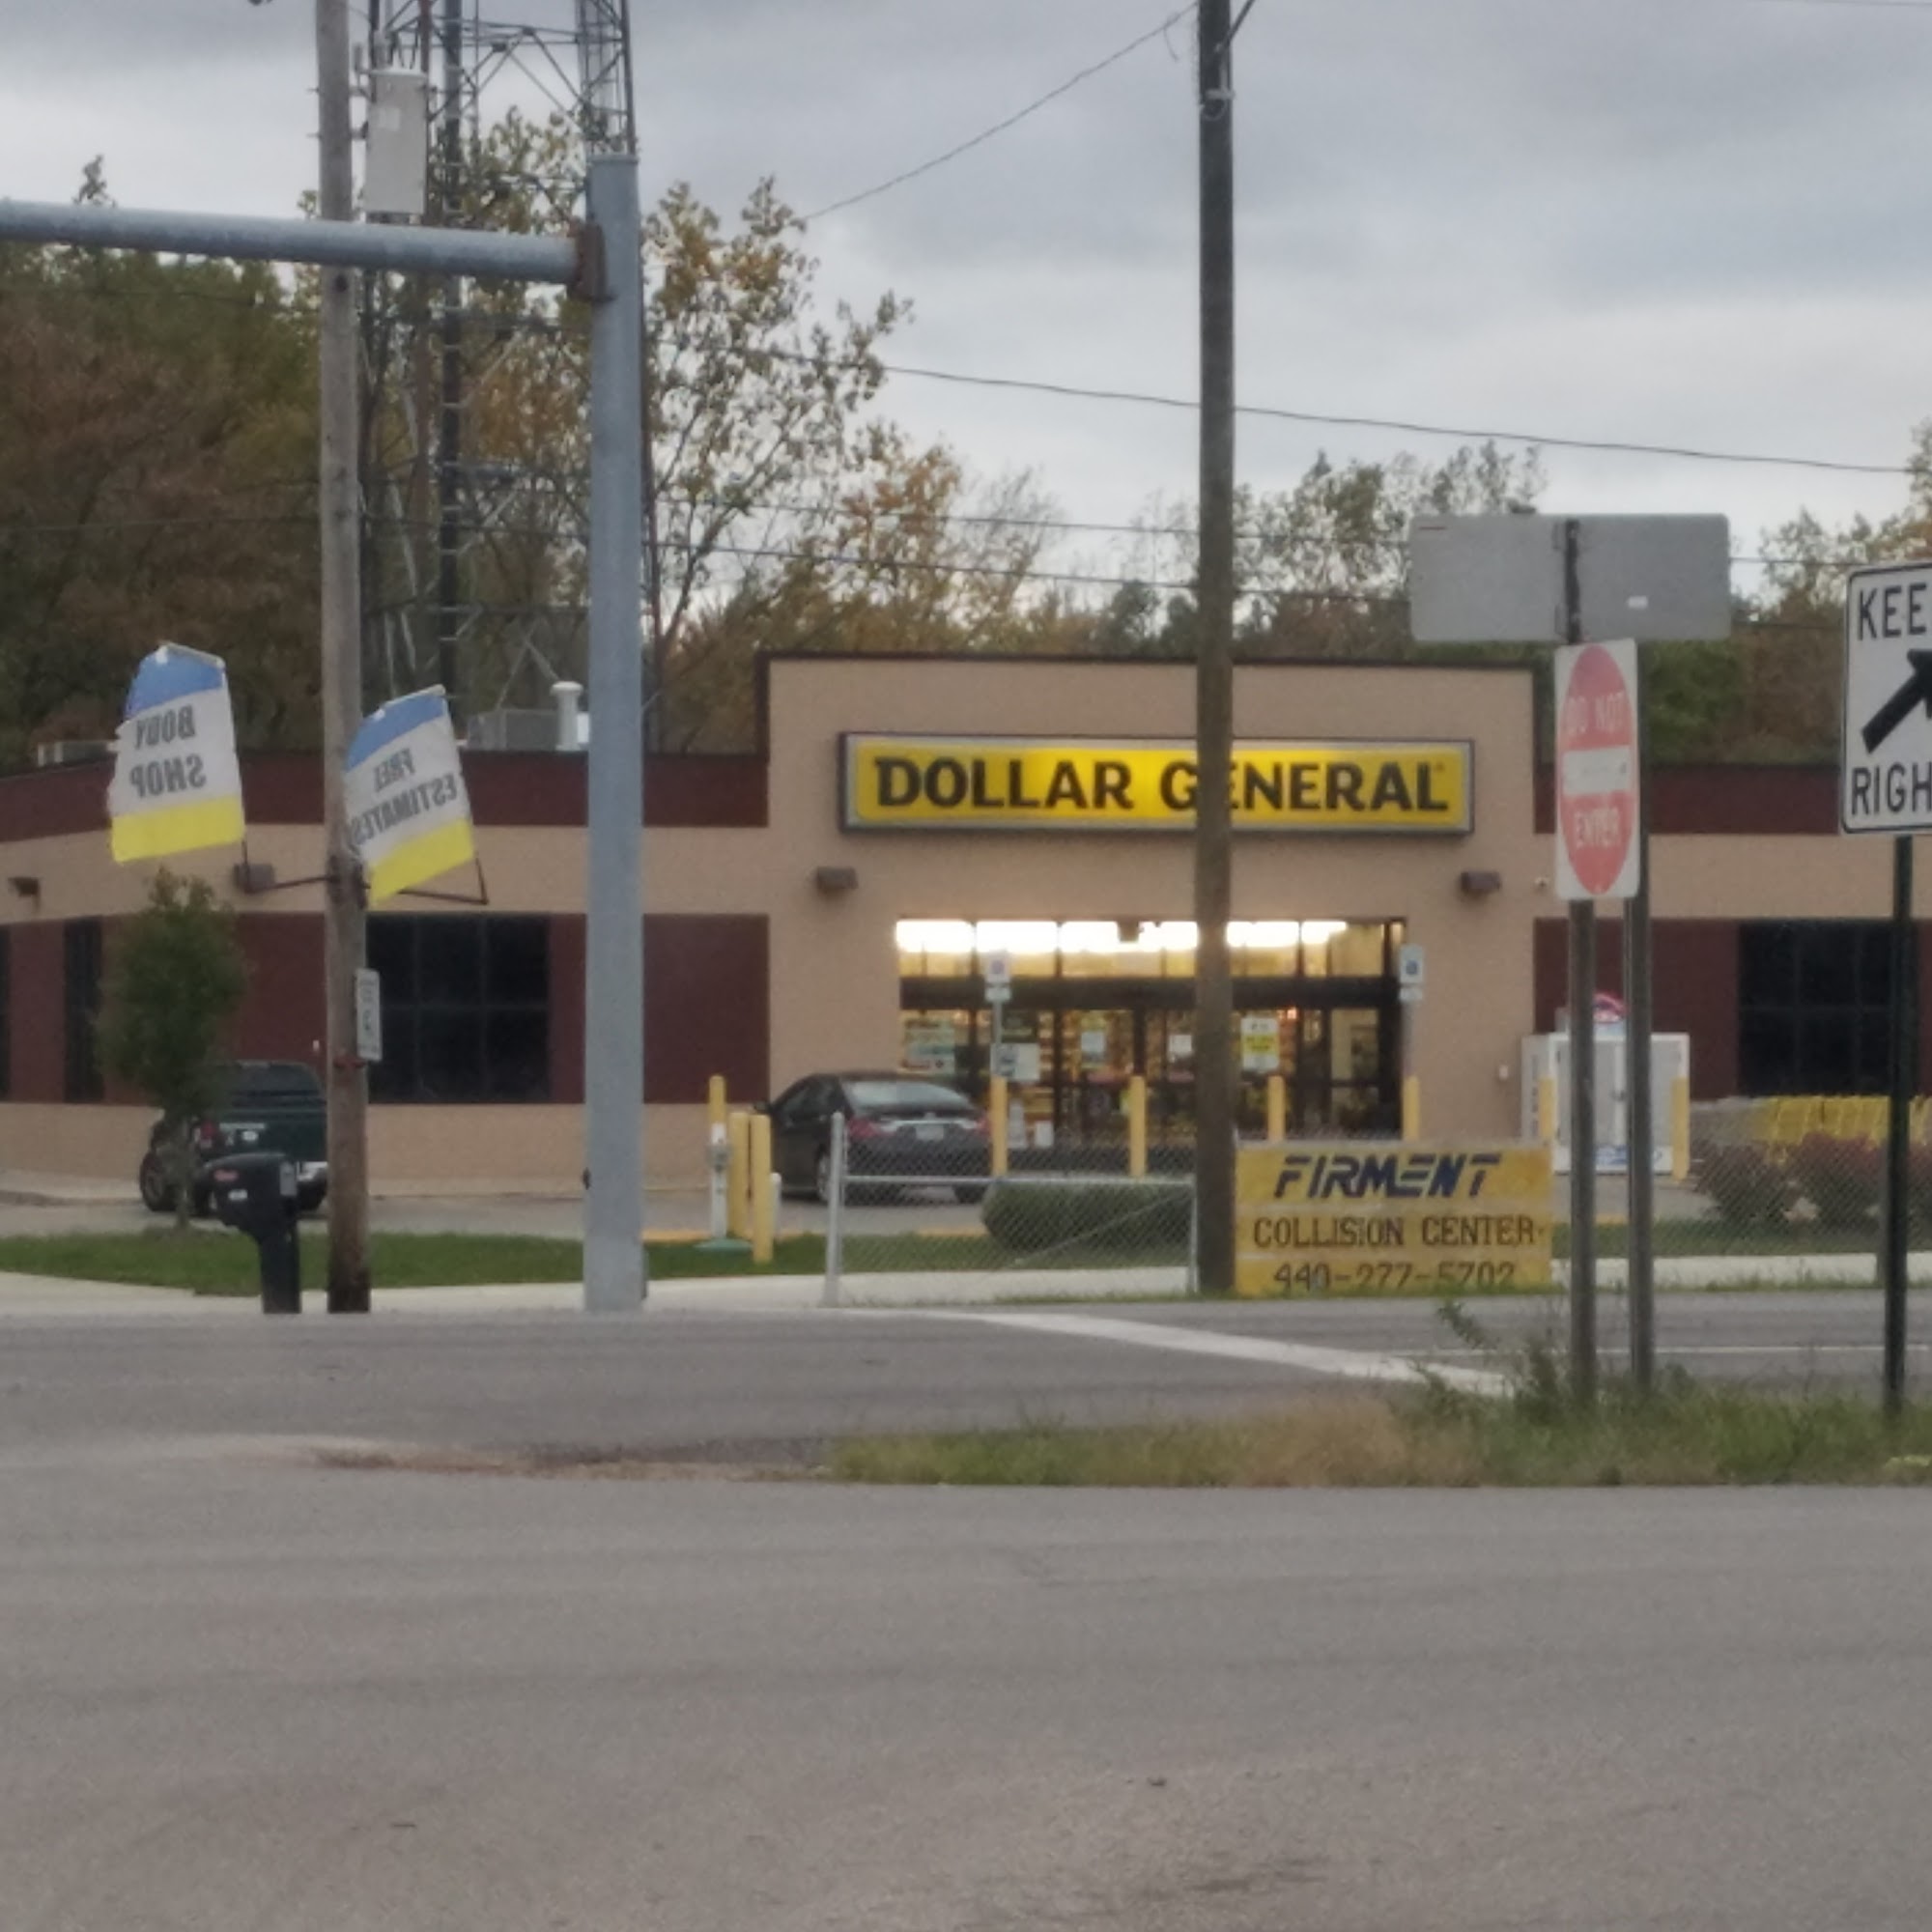 BODY
SHOP
FREE
ESTIMATES
DOLLAR GENERAL
DO NOT
ENTER
KEE
RIGH
FIRMENT
COLLISION CENTER
440-277-5702